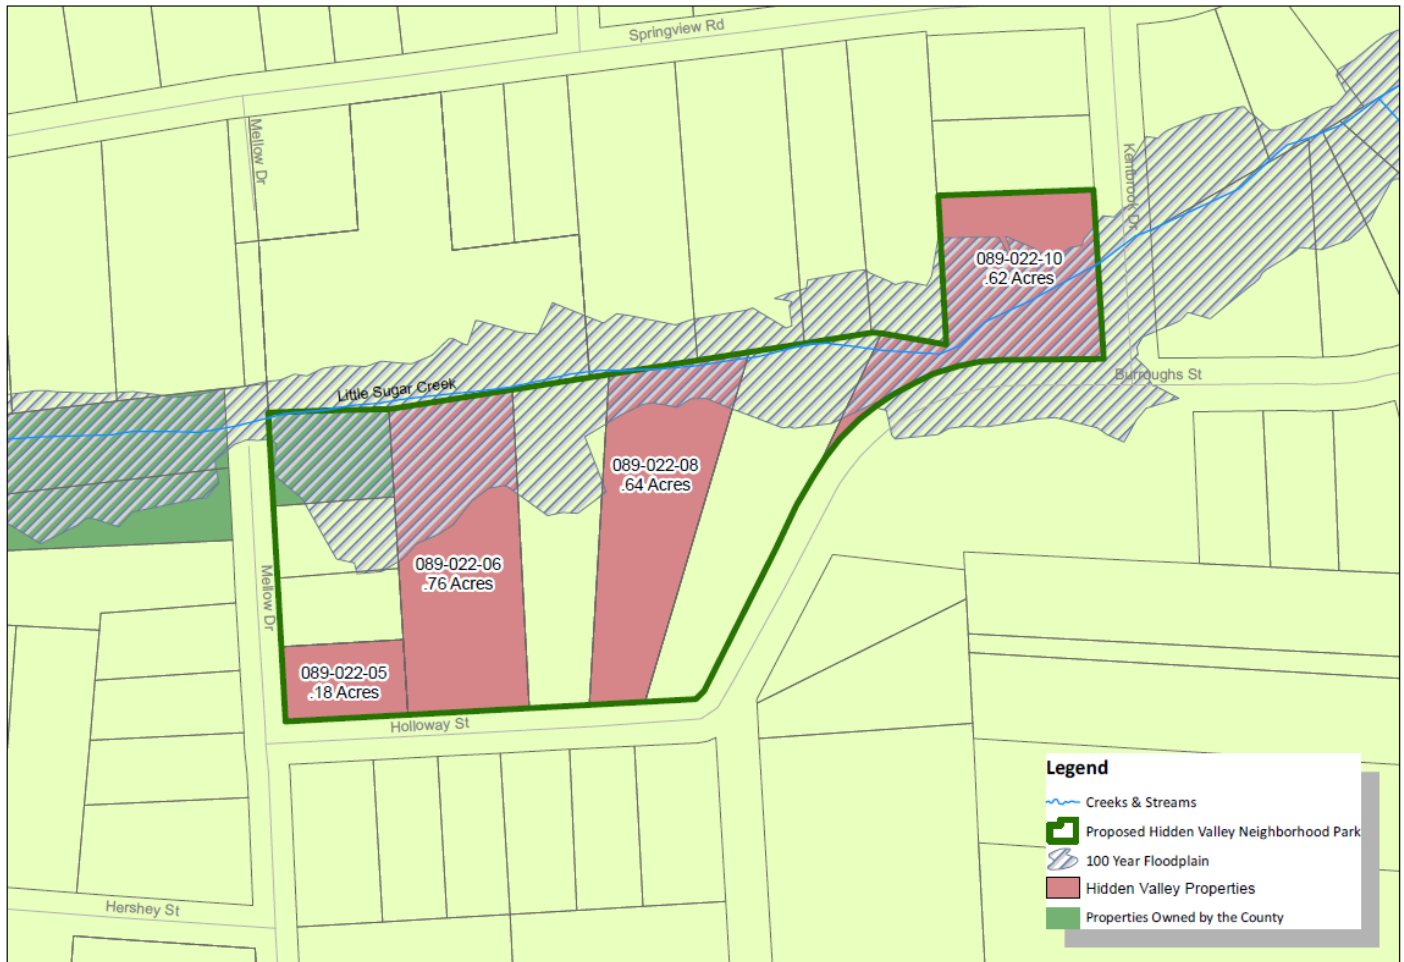 Springview Rd
Mellow Dr
Kenbrook Dr
089-022-10
.62 Acres
Burroughs St
Little Sugar Creek
089-022-08
.64 Acres
089-022-06
.76 Acres
Mellow Dr
089-022-05
.18 Acres
Holloway St
Hershey St
Legend
Creeks & Streams
Proposed Hidden Valley Neighborhood Park
100 Year Floodplain
Hidden Valley Properties
Properties Owned by the County